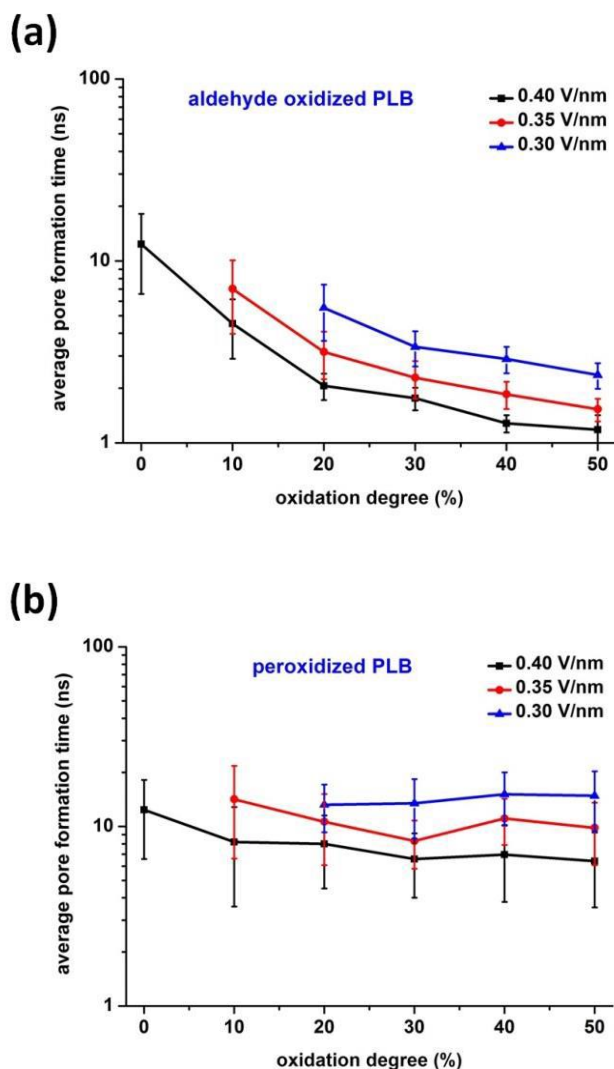 (a)
100
10
1
average pore formation time (ns)
aldehyde oxidized PLB
0.40 V/nm
0.35 V/nm
0.30 V/nm
0 10 20 30 40 50
oxidation degree (%)
(b)
100
10
1
average pore formation time (ns)
peroxidized PLB
0.40 V/nm
0.35 V/nm
0.30 V/nm
0 10 20 30 40 50
oxidation degree (%)